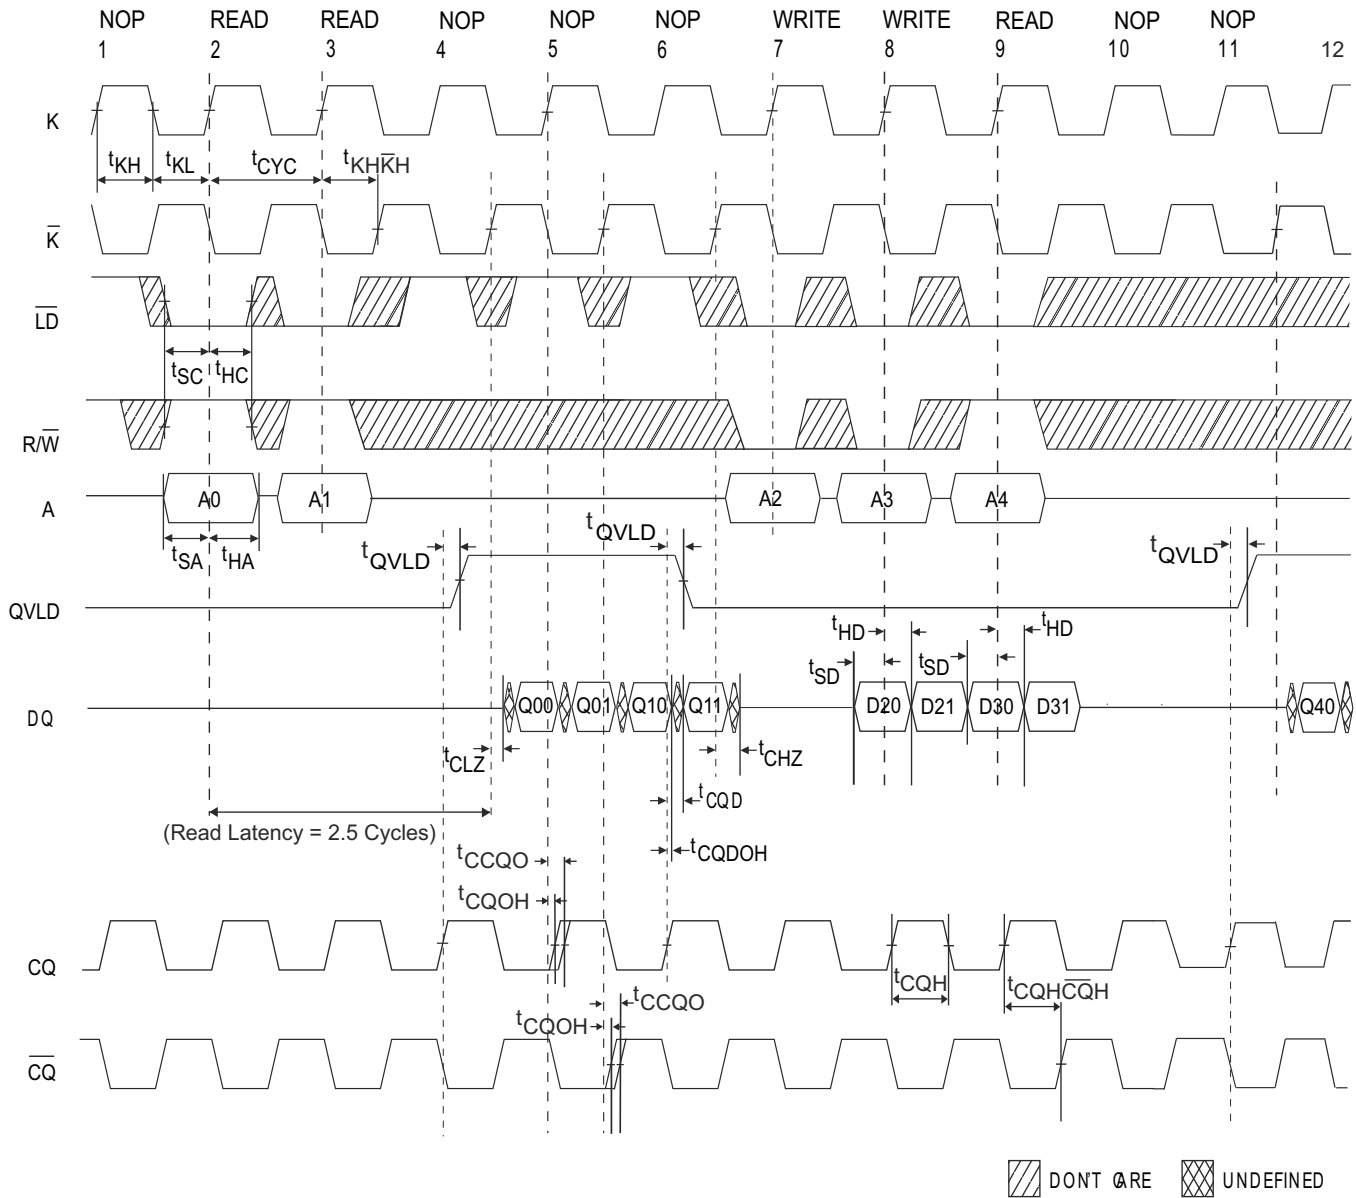 NOP READ READ NOP NOP NOP WRITE WRITE READ NOP NOP
1 2 3 4 5 6 7 8 9 10 11 12
K
tKH tKL tCYC tKHK̅H
K̅
L̅D̅
tSC tHC
R/W̅
A A0 A1 A2 A3 A4
tSA tHA tQVLD tQVLD tQVLD
QVLD
tHD tHD
tSD tSD
DQ Q00 Q01 Q10 Q11 D20 D21 D30 D31 Q40
tCLZ tCHZ
tCQD
(Read Latency = 2.5 Cycles)
tCQDOH
tCCQO
tCQOH
CQ
tCQH tCQHC̅Q̅H
tCCQO
tCQOH
C̅Q̅
DON'T CARE UNDEFINED